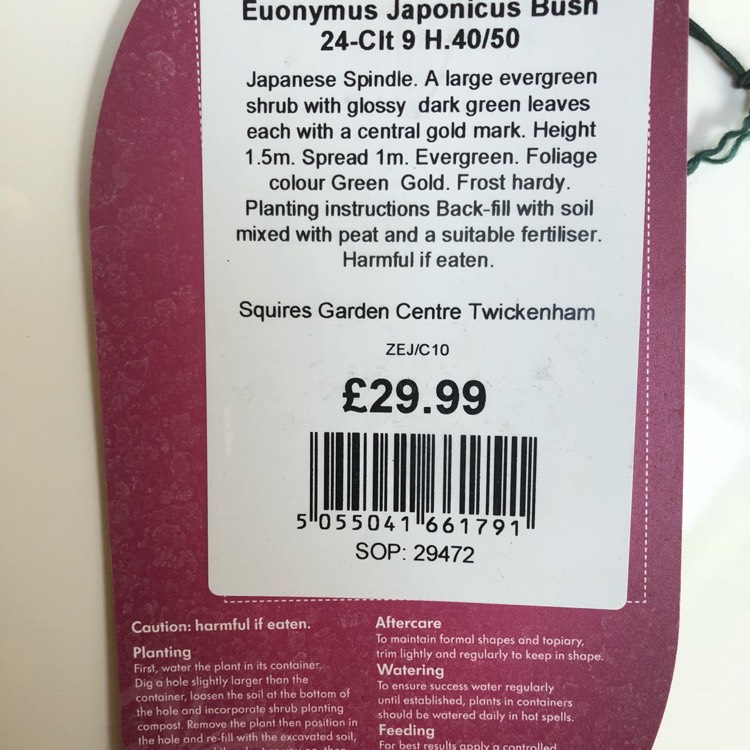 Euonymus Japonicus Bush
24-Clt 9 H.40/50
Japanese Spindle. A large evergreen
shrub with glossy dark green leaves
each with a central gold mark. Height
1.5m. Spread 1m. Evergreen. Foliage
colour Green Gold. Frost hardy.
Planting instructions Back-fill with soil
mixed with peat and a suitable fertiliser.
Harmful if eaten.
Squires Garden Centre Twickenham
ZEJ/C10
£29.99
5 055041 661791
SOP: 29472
Caution: harmful if eaten.
Planting
First, water the plant in its container.
Dig a hole slightly larger than the
container, loosen the soil at the bottom of
the hole and incorporate shrub planting
compost. Remove the plant then position in
the hole and re-fill with the excavated soil,
Aftercare
To maintain formal shapes and topiary,
trim lightly and regularly to keep in shape.
Watering
To ensure success water regularly
until established, plants in containers
should be watered daily in hot spells.
Feeding
For best results apply a controlled